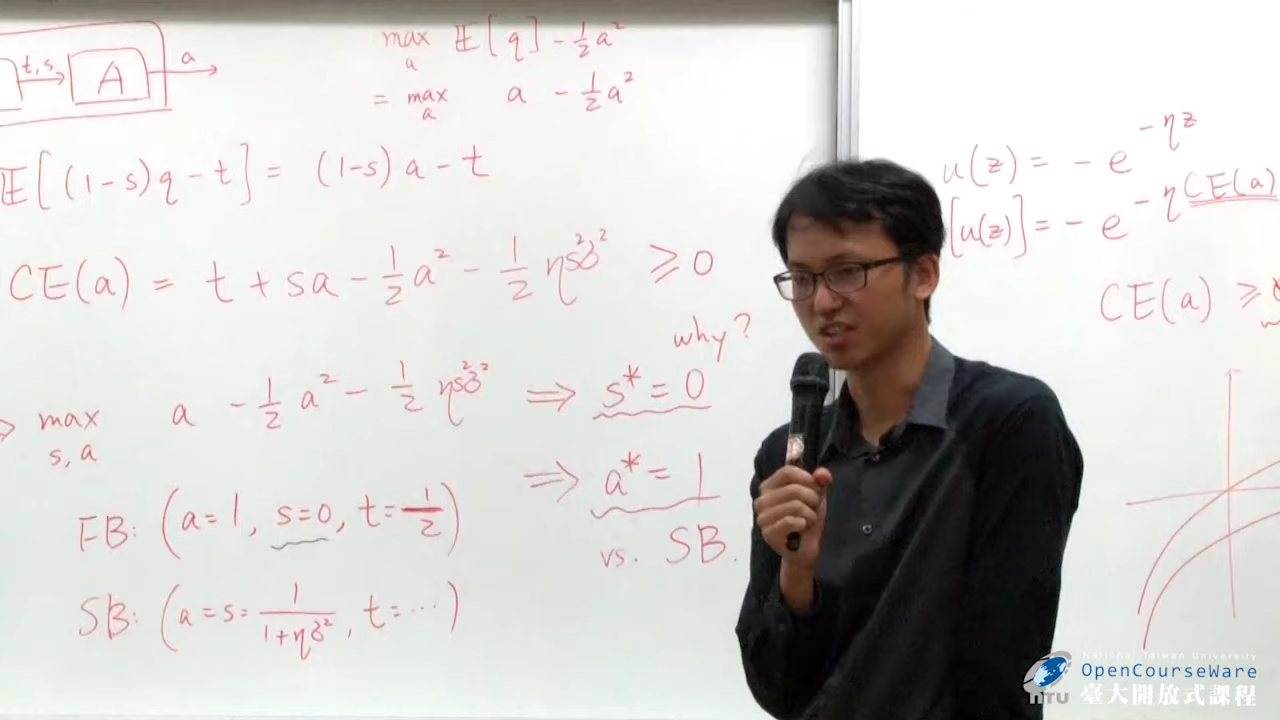 t, s
A
a
max 𝔼[q] - ½a²
a
= max a - ½a²
a
𝔼[(1-s)q - t] = (1-s)a - t
CE(a) = t + sa - ½a² - ½ηs²σ² ≥ 0
why?
max a - ½a² - ½ηs²σ² ⇒ s* = 0
s, a
⇒ a* = 1
FB: (a=1, s=0, t=½)
vs. SB.
SB: (a=s=1/(1+ησ²), t=...)
u(z) = -e^{-ηz}
[u(z)] = -e^{-ηCE(a)}
CE(a) ≥
National Taiwan University
OpenCourseWare
NTU 臺大開放式課程